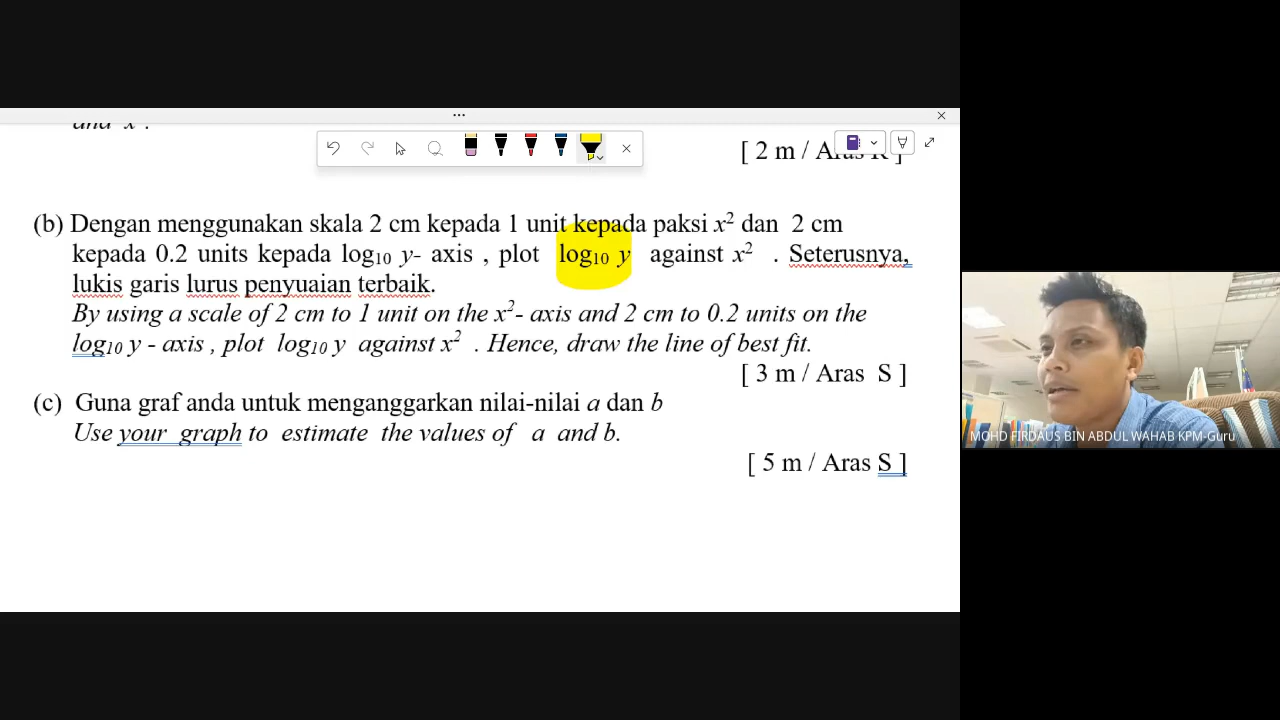 and x².
[ 2 m / Aras R ]
(b) Dengan menggunakan skala 2 cm kepada 1 unit kepada paksi x² dan 2 cm
kepada 0.2 units kepada log₁₀ y- axis , plot log₁₀ y against x² . Seterusnya,
lukis garis lurus penyuaian terbaik.
By using a scale of 2 cm to 1 unit on the x²- axis and 2 cm to 0.2 units on the
log₁₀ y - axis , plot log₁₀ y against x² . Hence, draw the line of best fit.
[ 3 m / Aras S ]
(c) Guna graf anda untuk menganggarkan nilai-nilai a dan b
Use your graph to estimate the values of a and b.
[ 5 m / Aras S ]
MOHD FIRDAUS BIN ABDUL WAHAB KPM-Guru